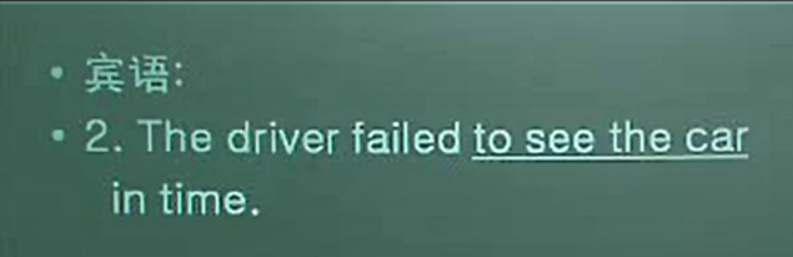 • 宾语:
• 2. The driver failed to see the car
in time.